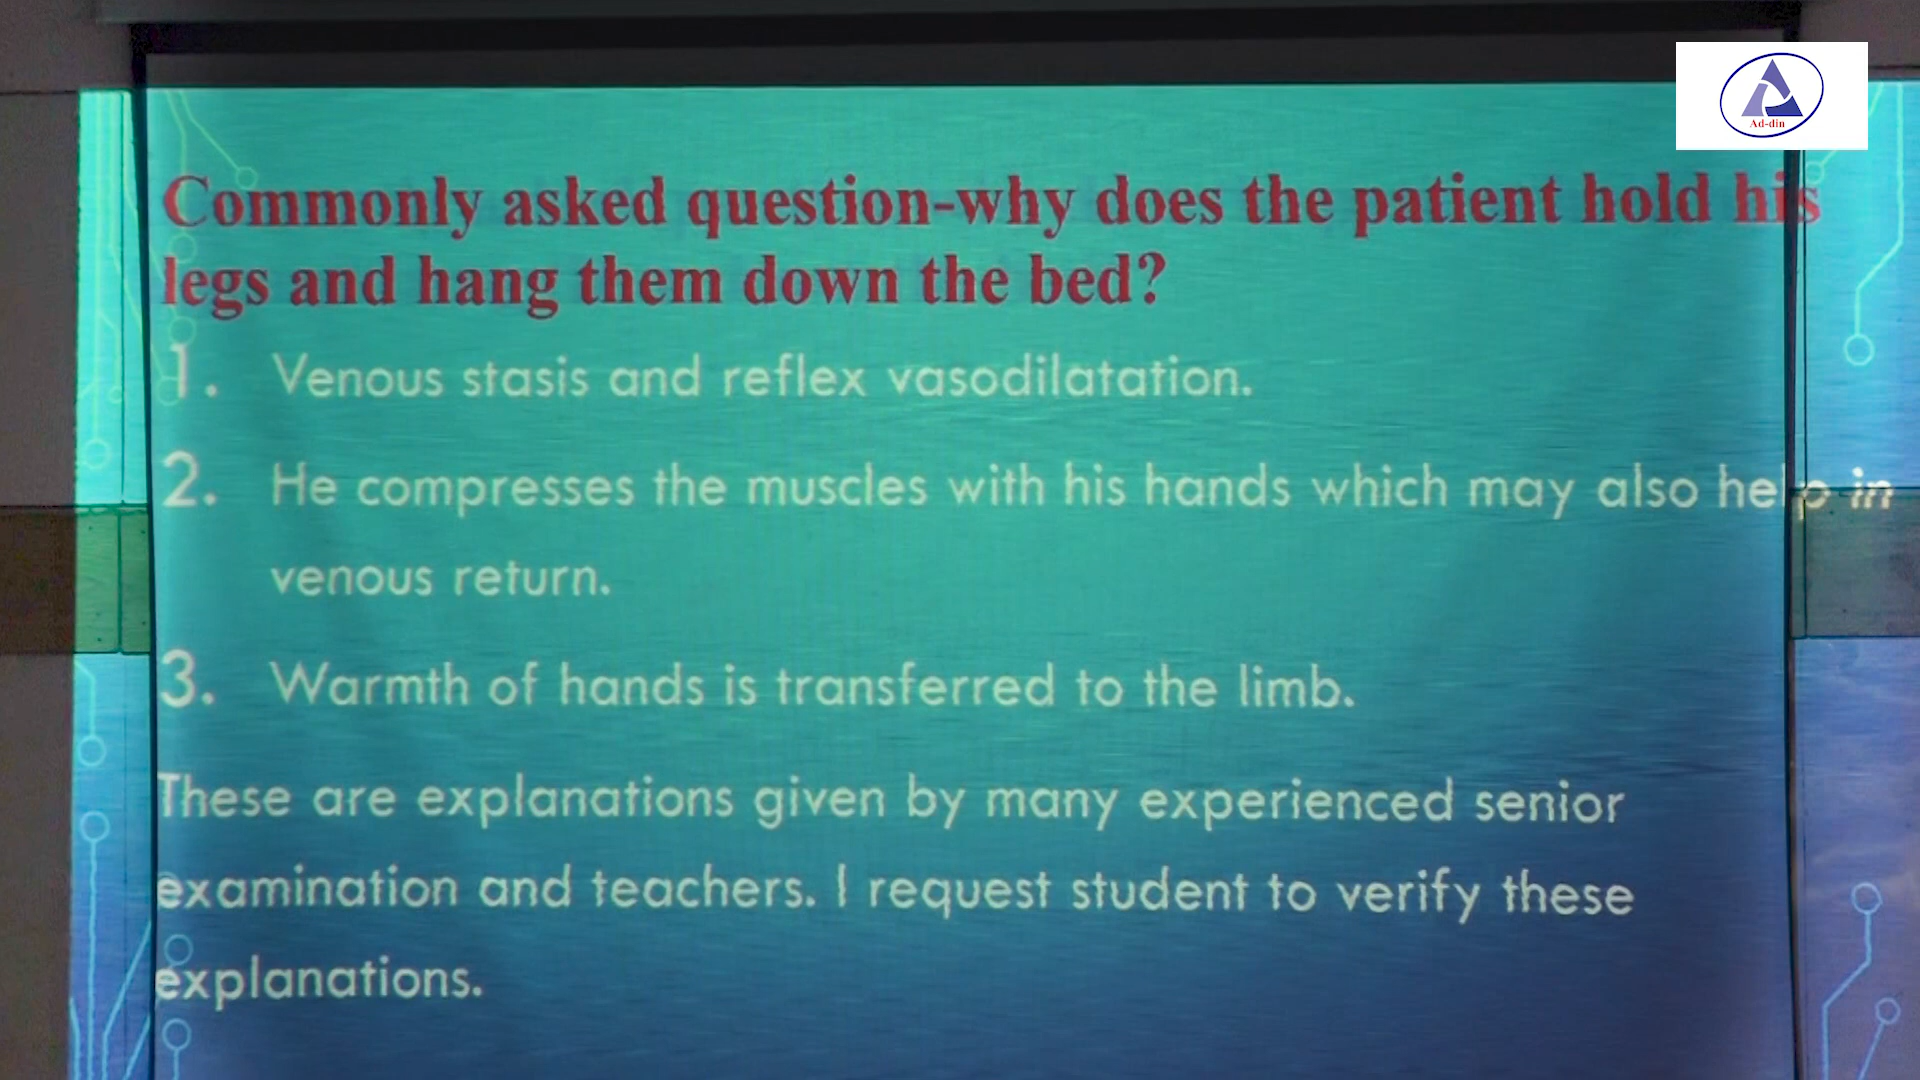 Ad-din
Commonly asked question-why does the patient hold his
legs and hang them down the bed?
1. Venous stasis and reflex vasodilatation.
2. He compresses the muscles with his hands which may also help in
venous return.
3. Warmth of hands is transferred to the limb.
These are explanations given by many experienced senior
examination and teachers. I request student to verify these
explanations.